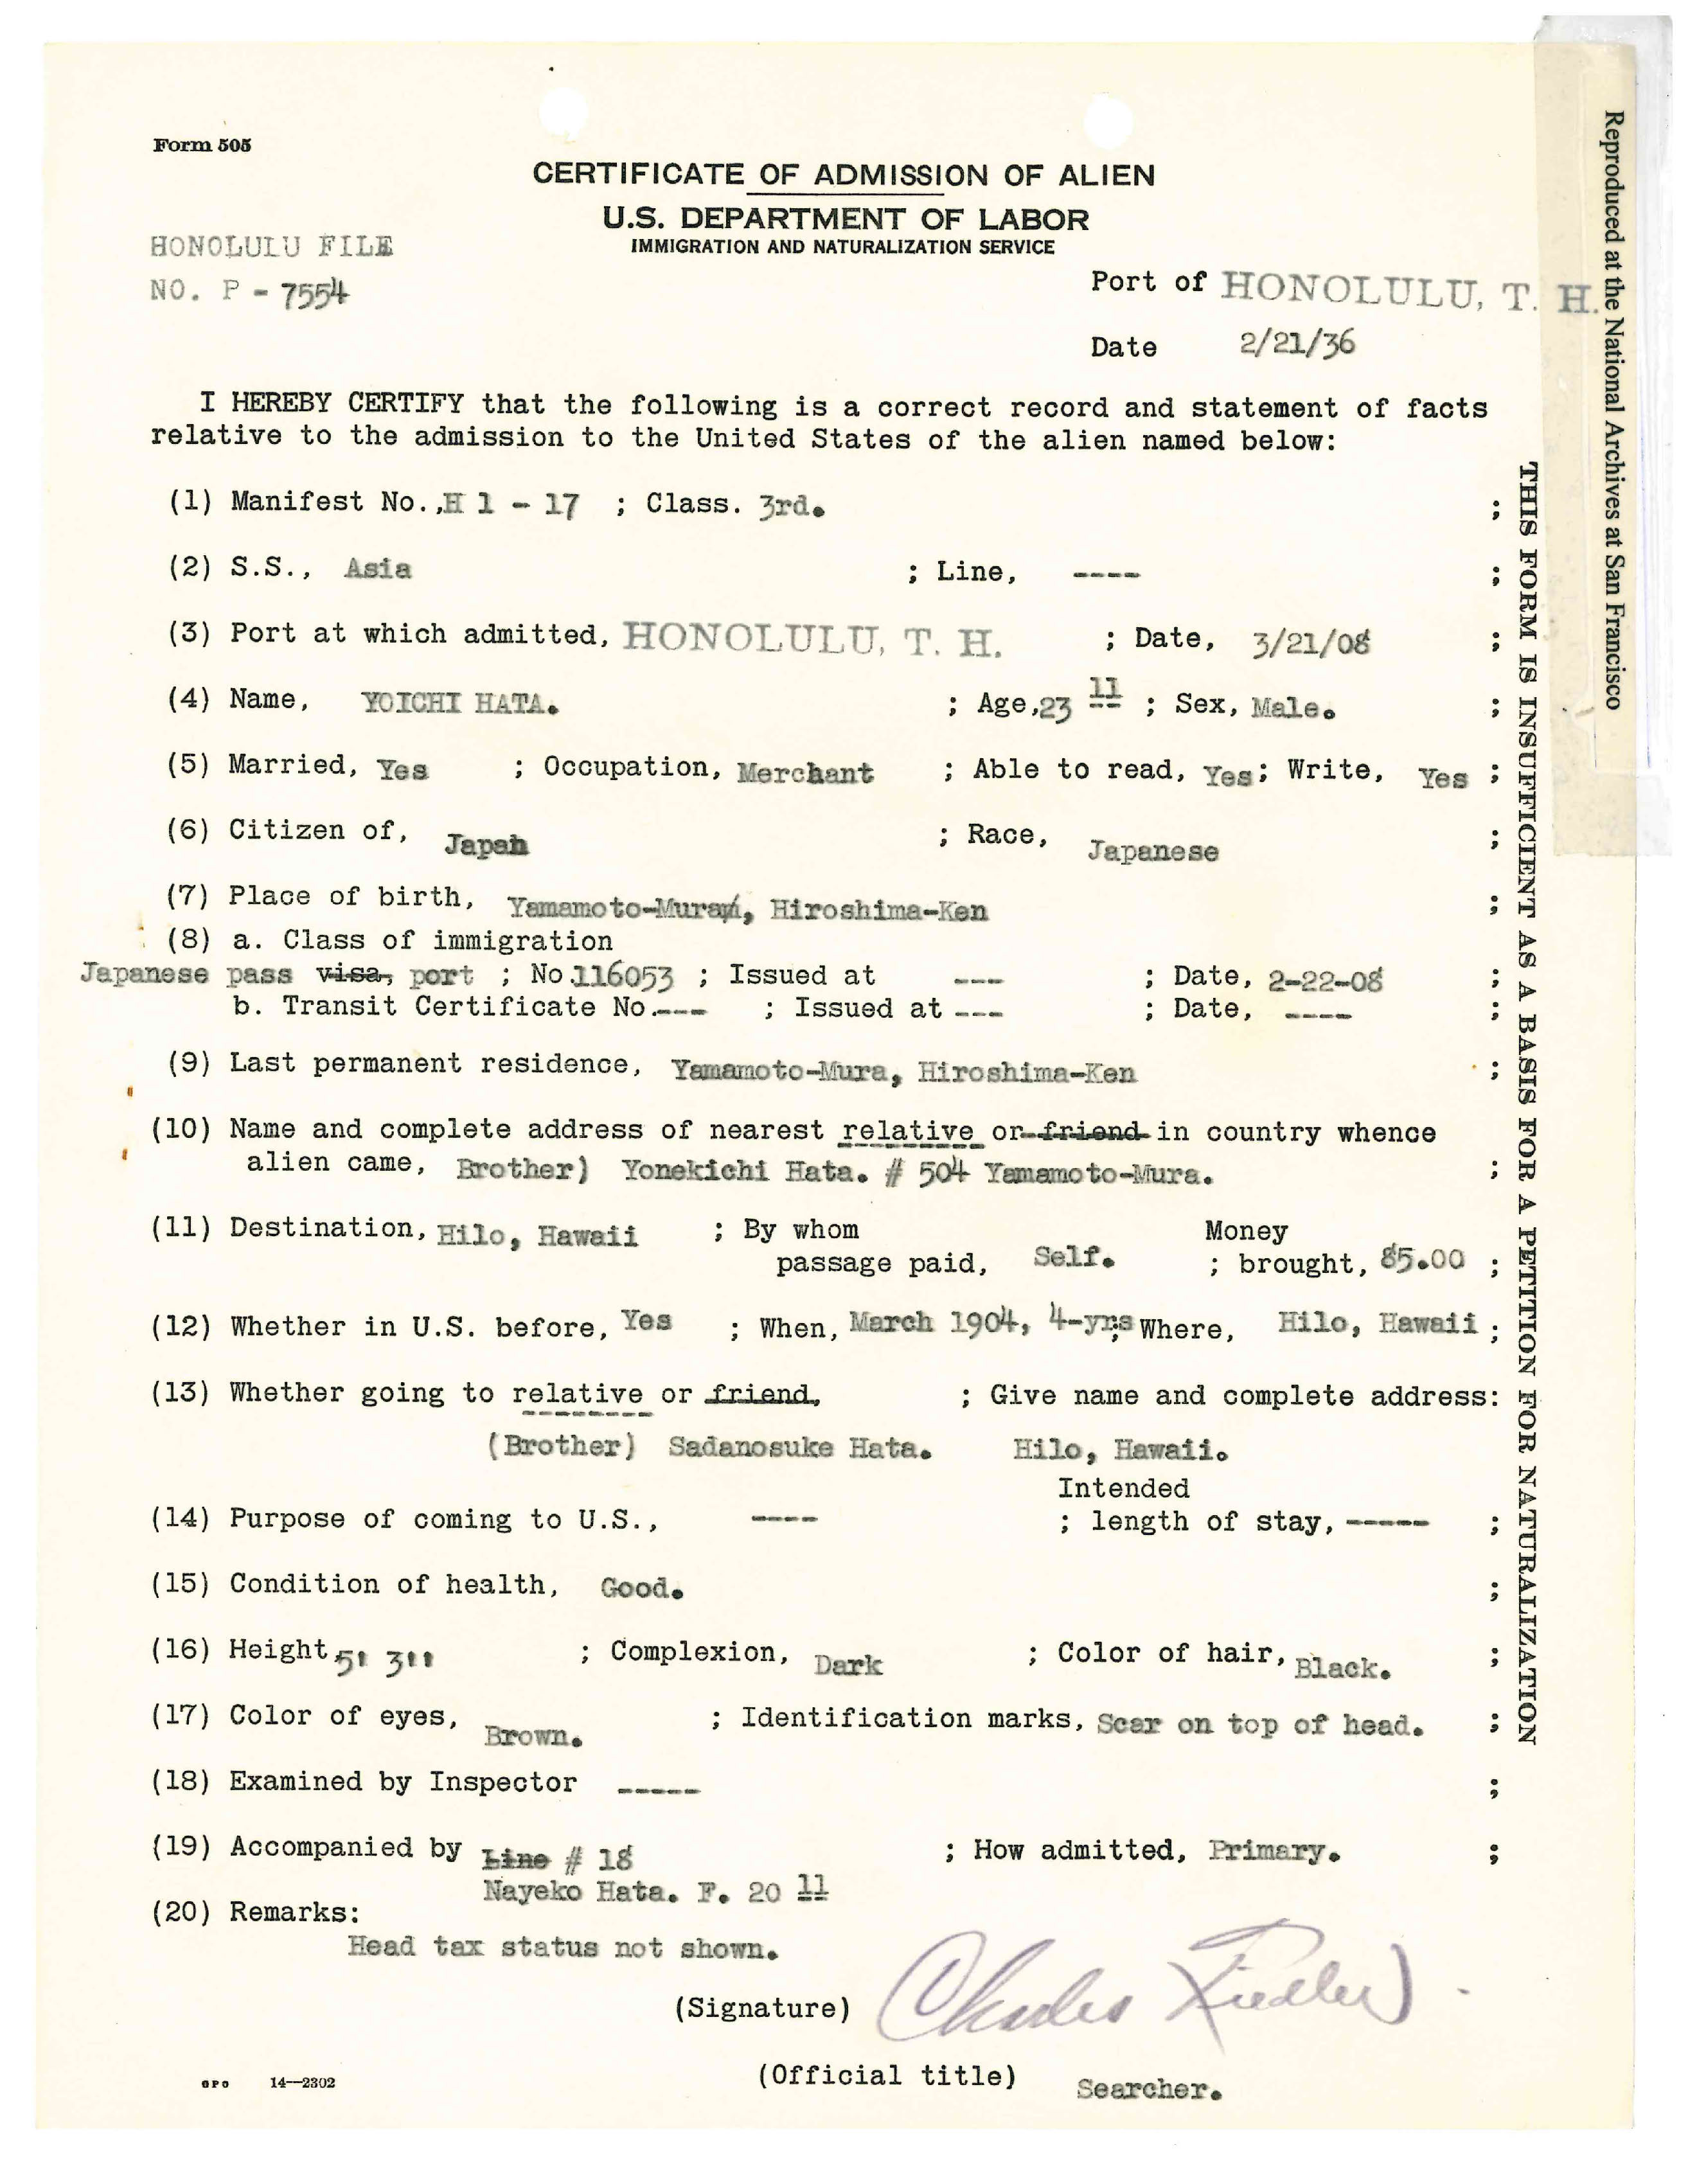 Form 505
CERTIFICATE OF ADMISSION OF ALIEN
U.S. DEPARTMENT OF LABOR
IMMIGRATION AND NATURALIZATION SERVICE
HONOLULU FILE
NO. P - 7554
Port of HONOLULU, T. H.
Date 2/21/36
I HEREBY CERTIFY that the following is a correct record and statement of facts
relative to the admission to the United States of the alien named below:
(1) Manifest No., H 1 - 17 ; Class. 3rd. ;
(2) S.S., Asia ; Line, ---- ;
(3) Port at which admitted, HONOLULU, T. H. ; Date, 3/21/08 ;
(4) Name, YOICHI HATA. ; Age, 23 11 ; Sex, Male. ;
(5) Married, Yes ; Occupation, Merchant ; Able to read, Yes; Write, Yes ;
(6) Citizen of, Japan ; Race, Japanese ;
(7) Place of birth, Yamamoto-Mura, Hiroshima-Ken ;
(8) a. Class of immigration
Japanese pass visa, port ; No. 116053 ; Issued at --- ; Date, 2-22-08 ;
b. Transit Certificate No. --- ; Issued at --- ; Date, ---- ;
(9) Last permanent residence, Yamamoto-Mura, Hiroshima-Ken ;
(10) Name and complete address of nearest relative or friend in country whence
alien came, Brother) Yonekichi Hata. # 504 Yamamoto-Mura. ;
(11) Destination, Hilo, Hawaii ; By whom Money
passage paid, Self. ; brought, 85.00 ;
(12) Whether in U.S. before, Yes ; When, March 1904, 4-yrs ; Where, Hilo, Hawaii ;
(13) Whether going to relative or friend, ; Give name and complete address:
(Brother) Sadanosuke Hata. Hilo, Hawaii.
Intended
(14) Purpose of coming to U.S., ---- ; length of stay, ----- ;
(15) Condition of health, Good. ;
(16) Height 5' 3" ; Complexion, Dark ; Color of hair, Black. ;
(17) Color of eyes, Brown. ; Identification marks, Scar on top of head. ;
(18) Examined by Inspector ----- ;
(19) Accompanied by Line # 18 ; How admitted, Primary. ;
Nayeko Hata. F. 20 11
(20) Remarks:
Head tax status not shown.
(Signature) Charles Fiedler
(Official title) Searcher.
GPO 14—2302
THIS FORM IS INSUFFICIENT AS A BASIS FOR A PETITION FOR NATURALIZATION
Reproduced at the National Archives at San Francisco